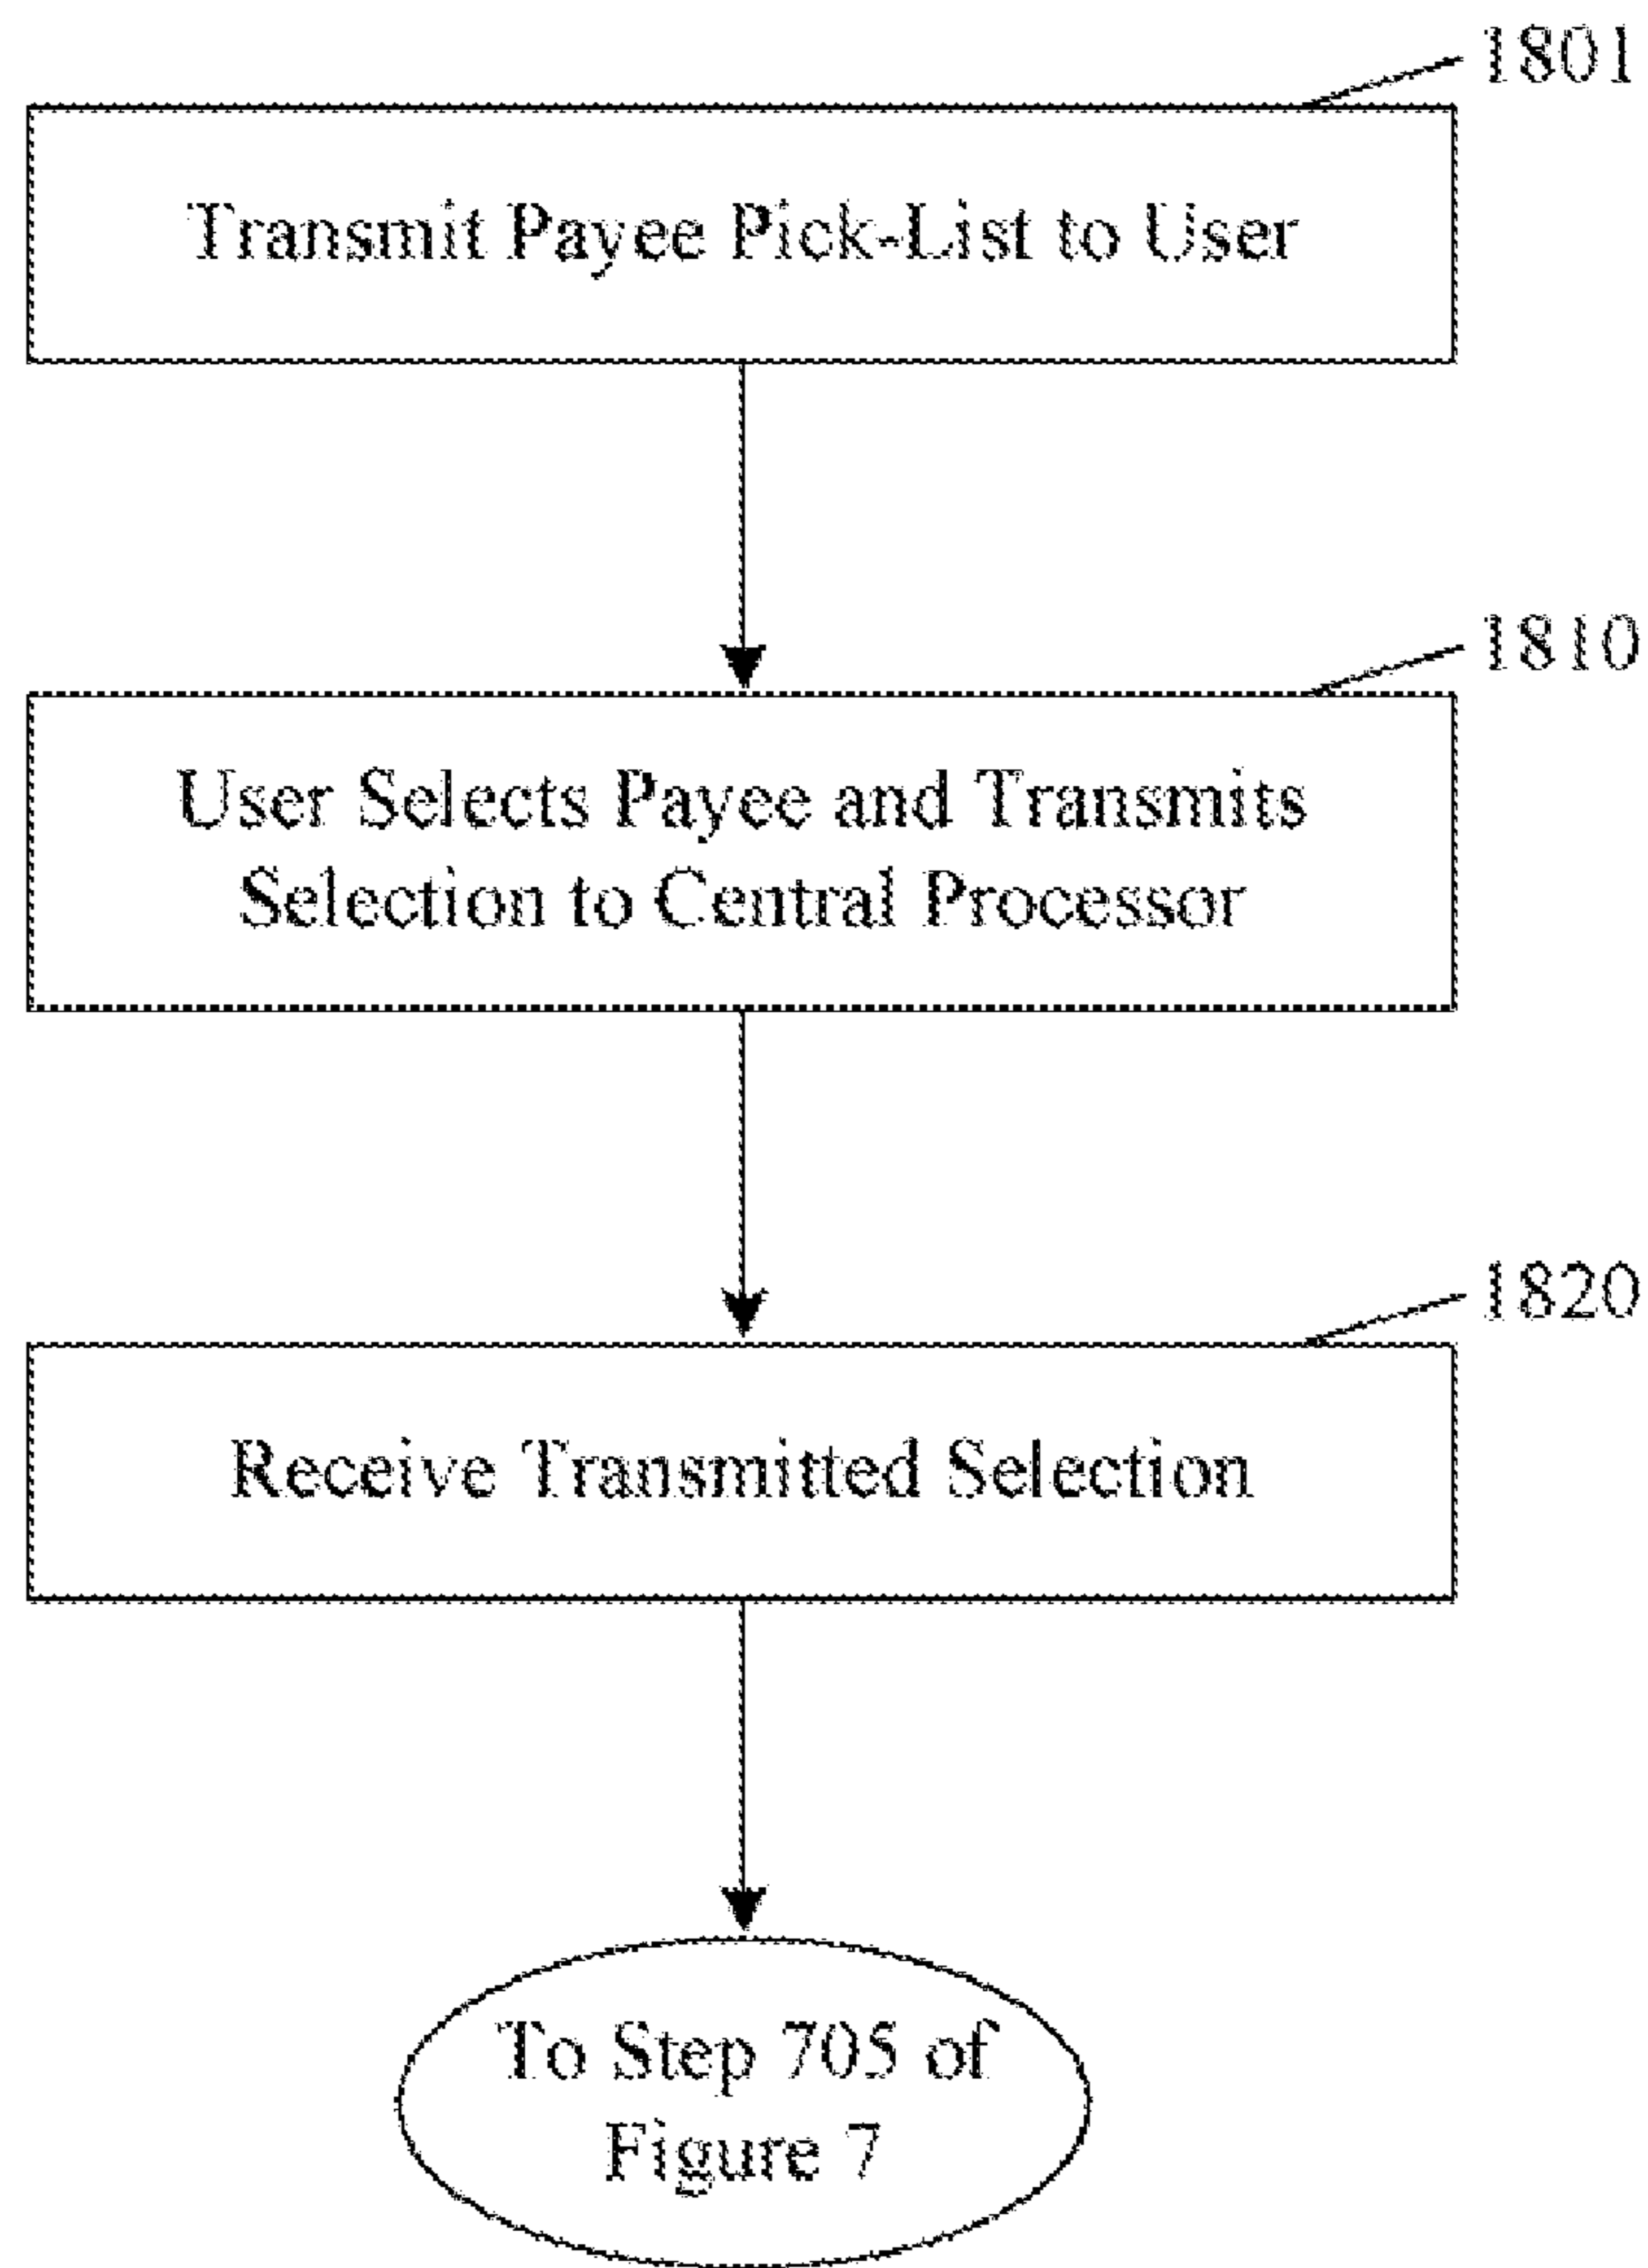 1801
Transmit Payee Pick-List to User
1810
User Selects Payee and Transmits
Selection to Central Processor
1820
Receive Transmitted Selection
To Step 705 of
Figure 7